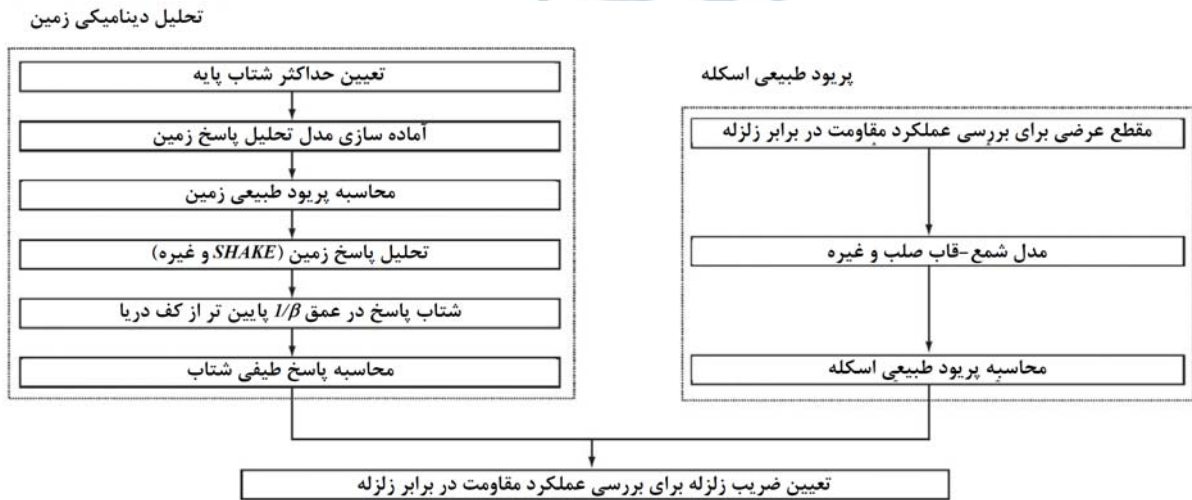 تحلیل دینامیکی زمین
تعیین حداکثر شتاب پایه
آماده سازی مدل تحلیل پاسخ زمین
محاسبه پریود طبیعی زمین
تحلیل پاسخ زمین (SHAKE و غیره)
شتاب پاسخ در عمق 1/β پایین تر از کف دریا
محاسبه پاسخ طیفی شتاب
پریود طبیعی اسکله
مقطع عرضی برای بررسی عملکرد مقاومت در برابر زلزله
مدل شمع-قاب صلب و غیره
محاسبه پریود طبیعی اسکله
تعیین ضریب زلزله برای بررسی عملکرد مقاومت در برابر زلزله